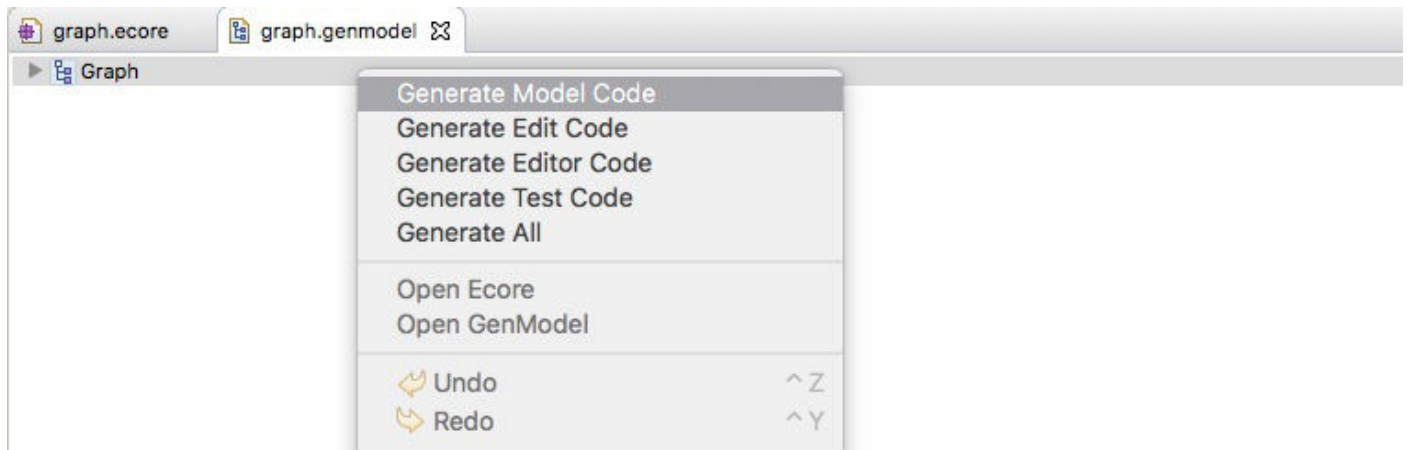 graph.ecore graph.genmodel
Graph
Generate Model Code
Generate Edit Code
Generate Editor Code
Generate Test Code
Generate All
Open Ecore
Open GenModel
Undo ^Z
Redo ^Y